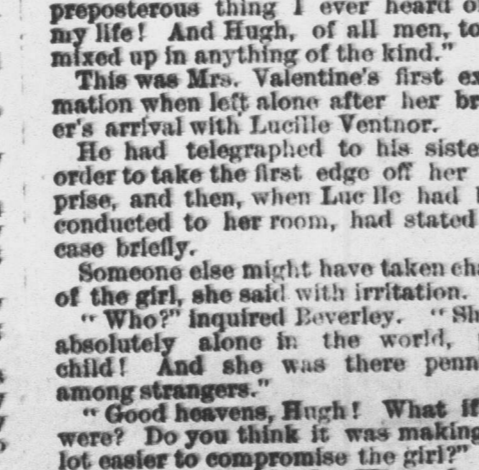 preposterous thing I ever heard o
my life! And Hugh, of all men, to
mixed up in anything of the kind."
This was Mrs. Valentine's first ex
mation when left alone after her br
er's arrival with Lucille Ventnor.
He had telegraphed to his siste
order to take the first edge off her
prise, and then, when Luc lle had b
conducted to her room, had stated
case briefly.
Someone else might have taken cha
of the girl, she said with irritation.
"Who?" inquired Beverley. "Sh
absolutely alone in the world,
child! And she was there penn
among strangers."
"Good heavens, Hugh! What if
were? Do you think it was making
lot easier to compromise the girl?"